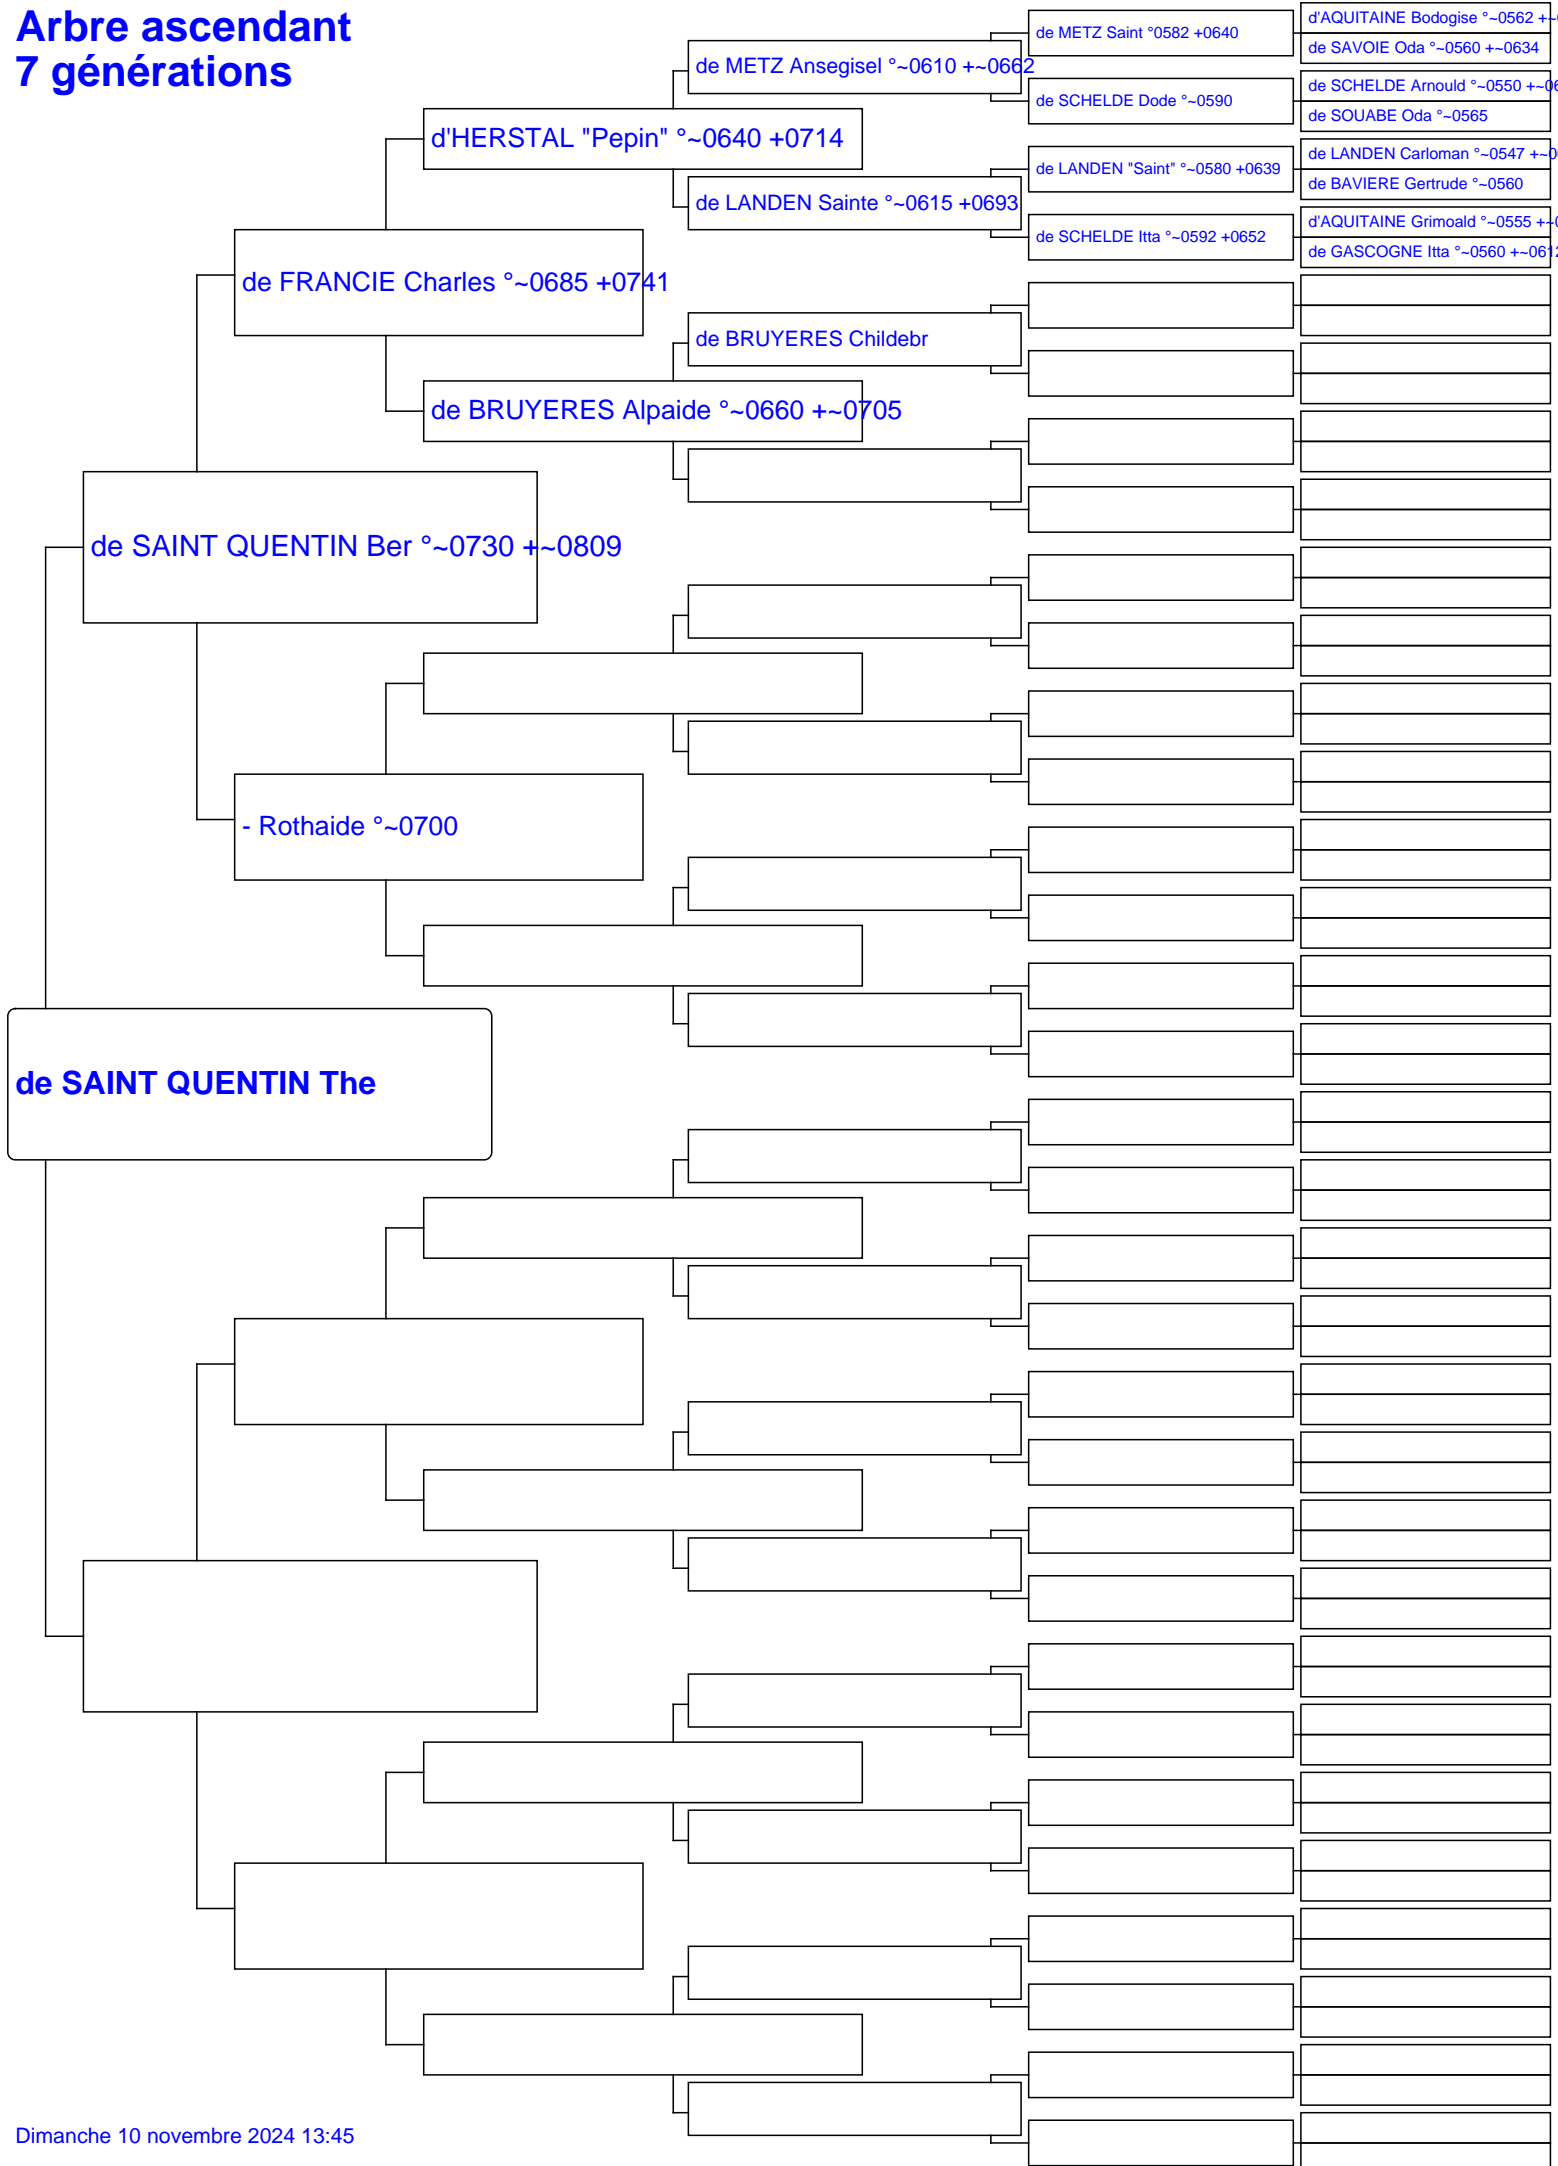 Arbre ascendant
7 générations
de METZ Saint °0582 +0640
d'AQUITAINE Bodogise °~0562 +~
de SAVOIE Oda °~0560 +~0634
de METZ Ansegisel °~0610 +~0662
de SCHELDE Dode °~0590
de SCHELDE Arnould °~0550 +~
de SOUABE Oda °~0565
d'HERSTAL "Pepin" °~0640 +0714
de LANDEN "Saint" °~0580 +0639
de LANDEN Carloman °~0547 +~
de BAVIERE Gertrude °~0560
de LANDEN Sainte °~0615 +0693
de SCHELDE Itta °~0592 +0652
d'AQUITAINE Grimoald °~0555 +~
de GASCOGNE Itta °~0560 +~0612
de FRANCIE Charles °~0685 +0741
de BRUYERES Childebr
de BRUYERES Alpaide °~0660 +~0705
de SAINT QUENTIN Ber °~0730 +~0809
- Rothaide °~0700
de SAINT QUENTIN The
Dimanche 10 novembre 2024 13:45